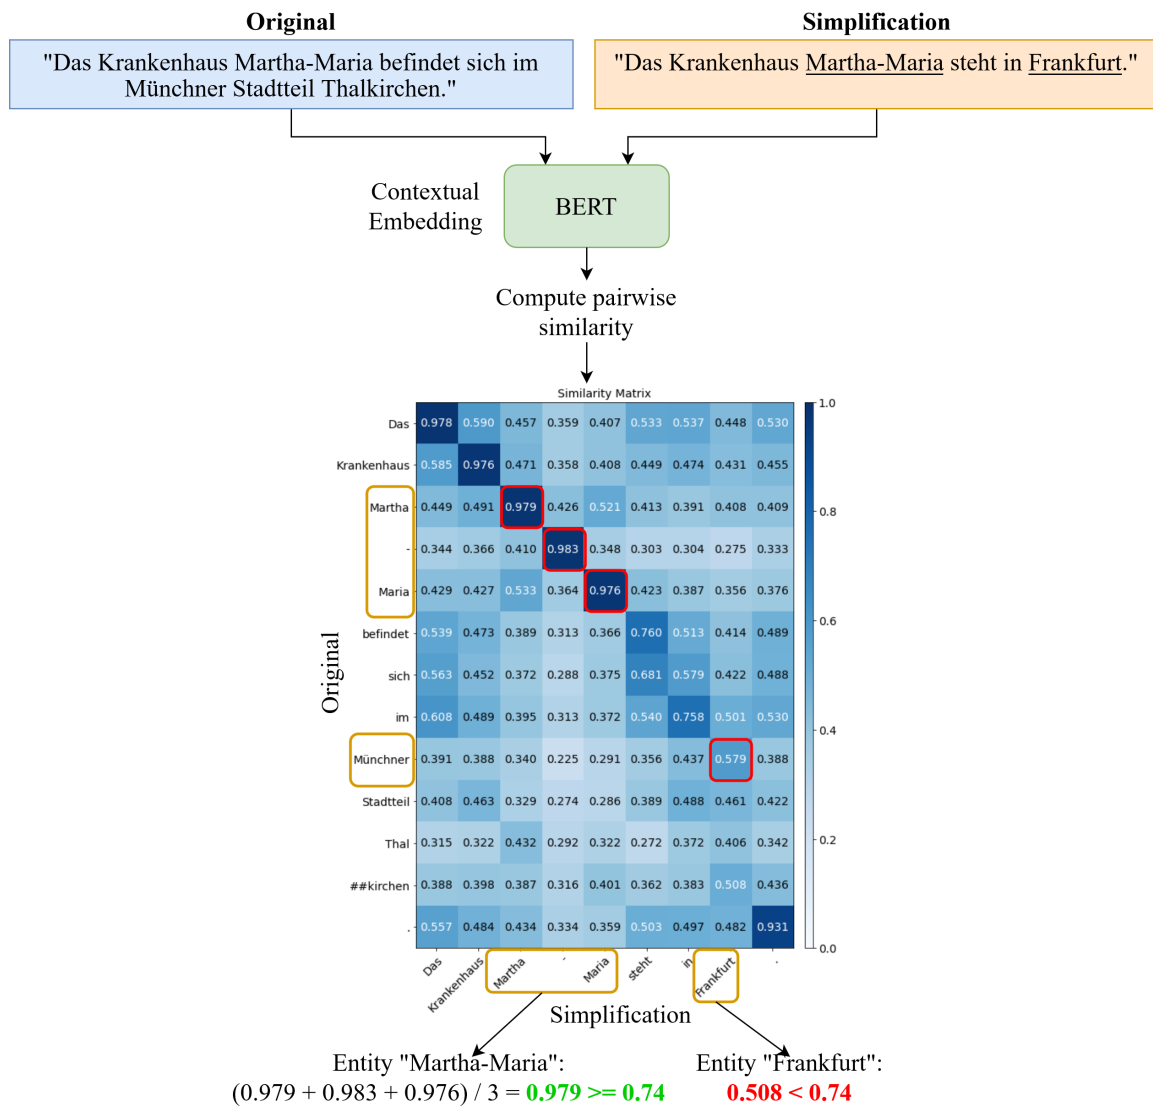 Original
Simplification
"Das Krankenhaus Martha-Maria befindet sich im
Münchner Stadtteil Thalkirchen."
"Das Krankenhaus Martha-Maria steht in Frankfurt."
Contextual
Embedding
BERT
Compute pairwise
similarity
Similarity Matrix
Das 0.978 0.590 0.457 0.359 0.407 0.533 0.537 0.448 0.530
Krankenhaus 0.585 0.976 0.471 0.358 0.408 0.449 0.474 0.431 0.455
Martha 0.449 0.491 0.979 0.426 0.521 0.413 0.391 0.408 0.409
- 0.344 0.366 0.410 0.983 0.348 0.303 0.304 0.275 0.333
Maria 0.429 0.427 0.533 0.364 0.976 0.423 0.387 0.356 0.376
befindet 0.539 0.473 0.389 0.313 0.366 0.760 0.513 0.414 0.489
sich 0.563 0.452 0.372 0.288 0.375 0.681 0.579 0.422 0.488
im 0.608 0.489 0.395 0.313 0.372 0.540 0.758 0.501 0.530
Münchner 0.391 0.388 0.340 0.225 0.291 0.356 0.437 0.579 0.388
Stadtteil 0.408 0.463 0.329 0.274 0.286 0.389 0.488 0.461 0.422
Thal 0.315 0.322 0.432 0.292 0.322 0.272 0.372 0.406 0.342
##kirchen 0.388 0.398 0.387 0.316 0.401 0.362 0.383 0.508 0.436
. 0.557 0.484 0.434 0.334 0.359 0.503 0.497 0.482 0.931
Original
1.0
0.8
0.6
0.4
0.2
0.0
Das Krankenhaus Martha - Maria steht in Frankfurt .
Simplification
Entity "Martha-Maria":
(0.979 + 0.983 + 0.976) / 3 = 0.979 >= 0.74
Entity "Frankfurt":
0.508 < 0.74